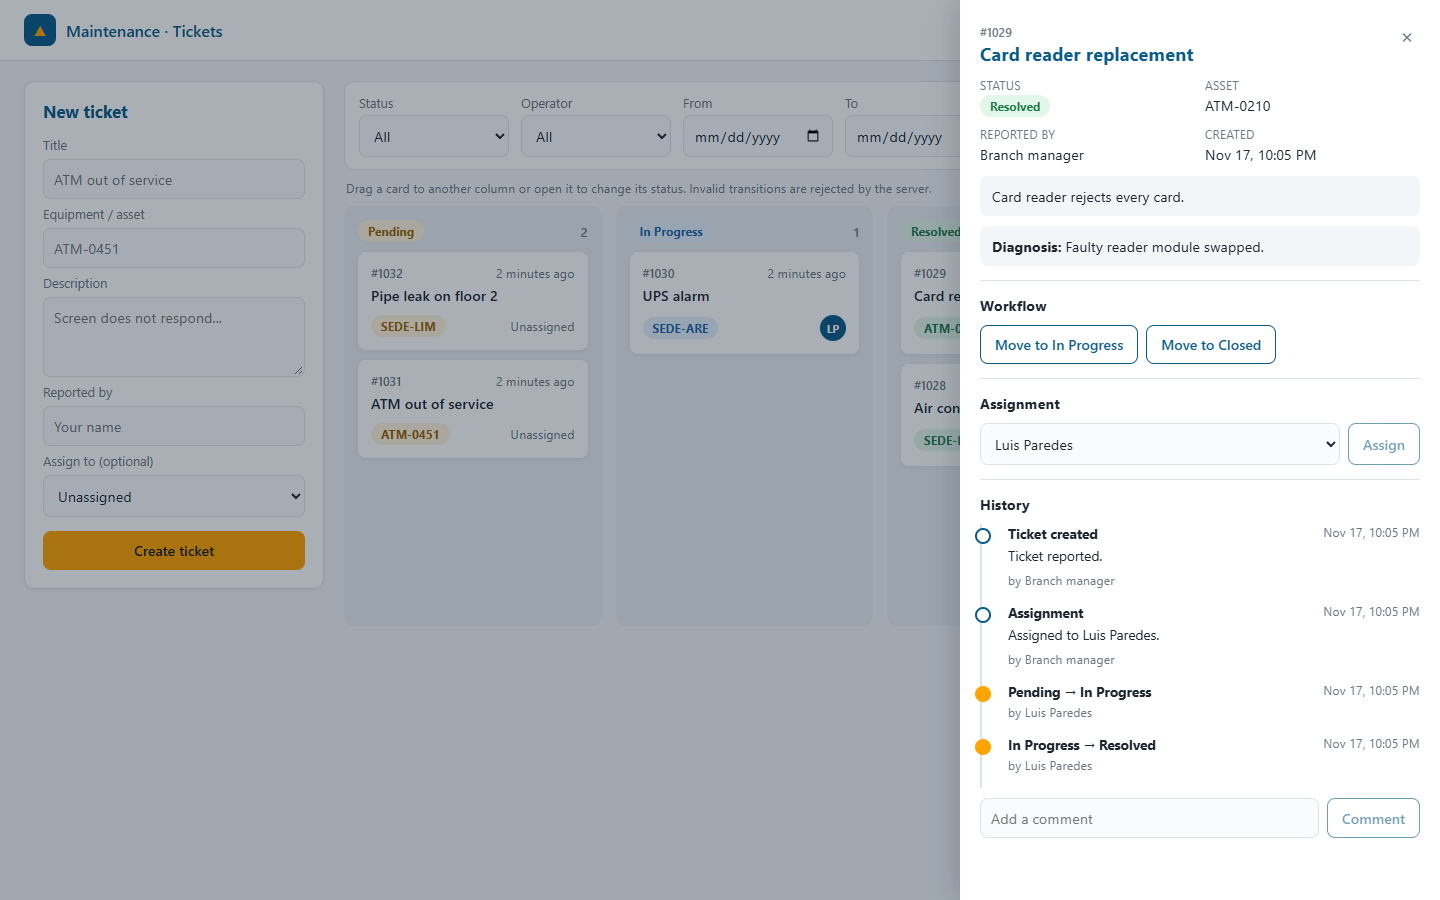 Maintenance · Tickets
New ticket
Title
ATM out of service
Equipment / asset
ATM-0451
Description
Screen does not respond...
Reported by
Your name
Assign to (optional)
Unassigned
Create ticket
Status
Operator
From
To
All
All
mm/dd/yyyy
mm/dd/yyyy
Drag a card to another column or open it to change its status. Invalid transitions are rejected by the server.
Pending
2
#1032
2 minutes ago
Pipe leak on floor 2
SEDE-LIM
Unassigned
#1031
2 minutes ago
ATM out of service
ATM-0451
Unassigned
In Progress
1
#1030
2 minutes ago
UPS alarm
SEDE-ARE
LP
Resolved
#1029
Card re
ATM-0
#1028
Air con
SEDE-
#1029
Card reader replacement
×
STATUS
ASSET
Resolved
ATM-0210
REPORTED BY
CREATED
Branch manager
Nov 17, 10:05 PM
Card reader rejects every card.
Diagnosis: Faulty reader module swapped.
Workflow
Move to In Progress
Move to Closed
Assignment
Luis Paredes
Assign
History
Ticket created
Nov 17, 10:05 PM
Ticket reported.
by Branch manager
Assignment
Nov 17, 10:05 PM
Assigned to Luis Paredes.
by Branch manager
Pending → In Progress
Nov 17, 10:05 PM
by Luis Paredes
In Progress → Resolved
Nov 17, 10:05 PM
by Luis Paredes
Add a comment
Comment